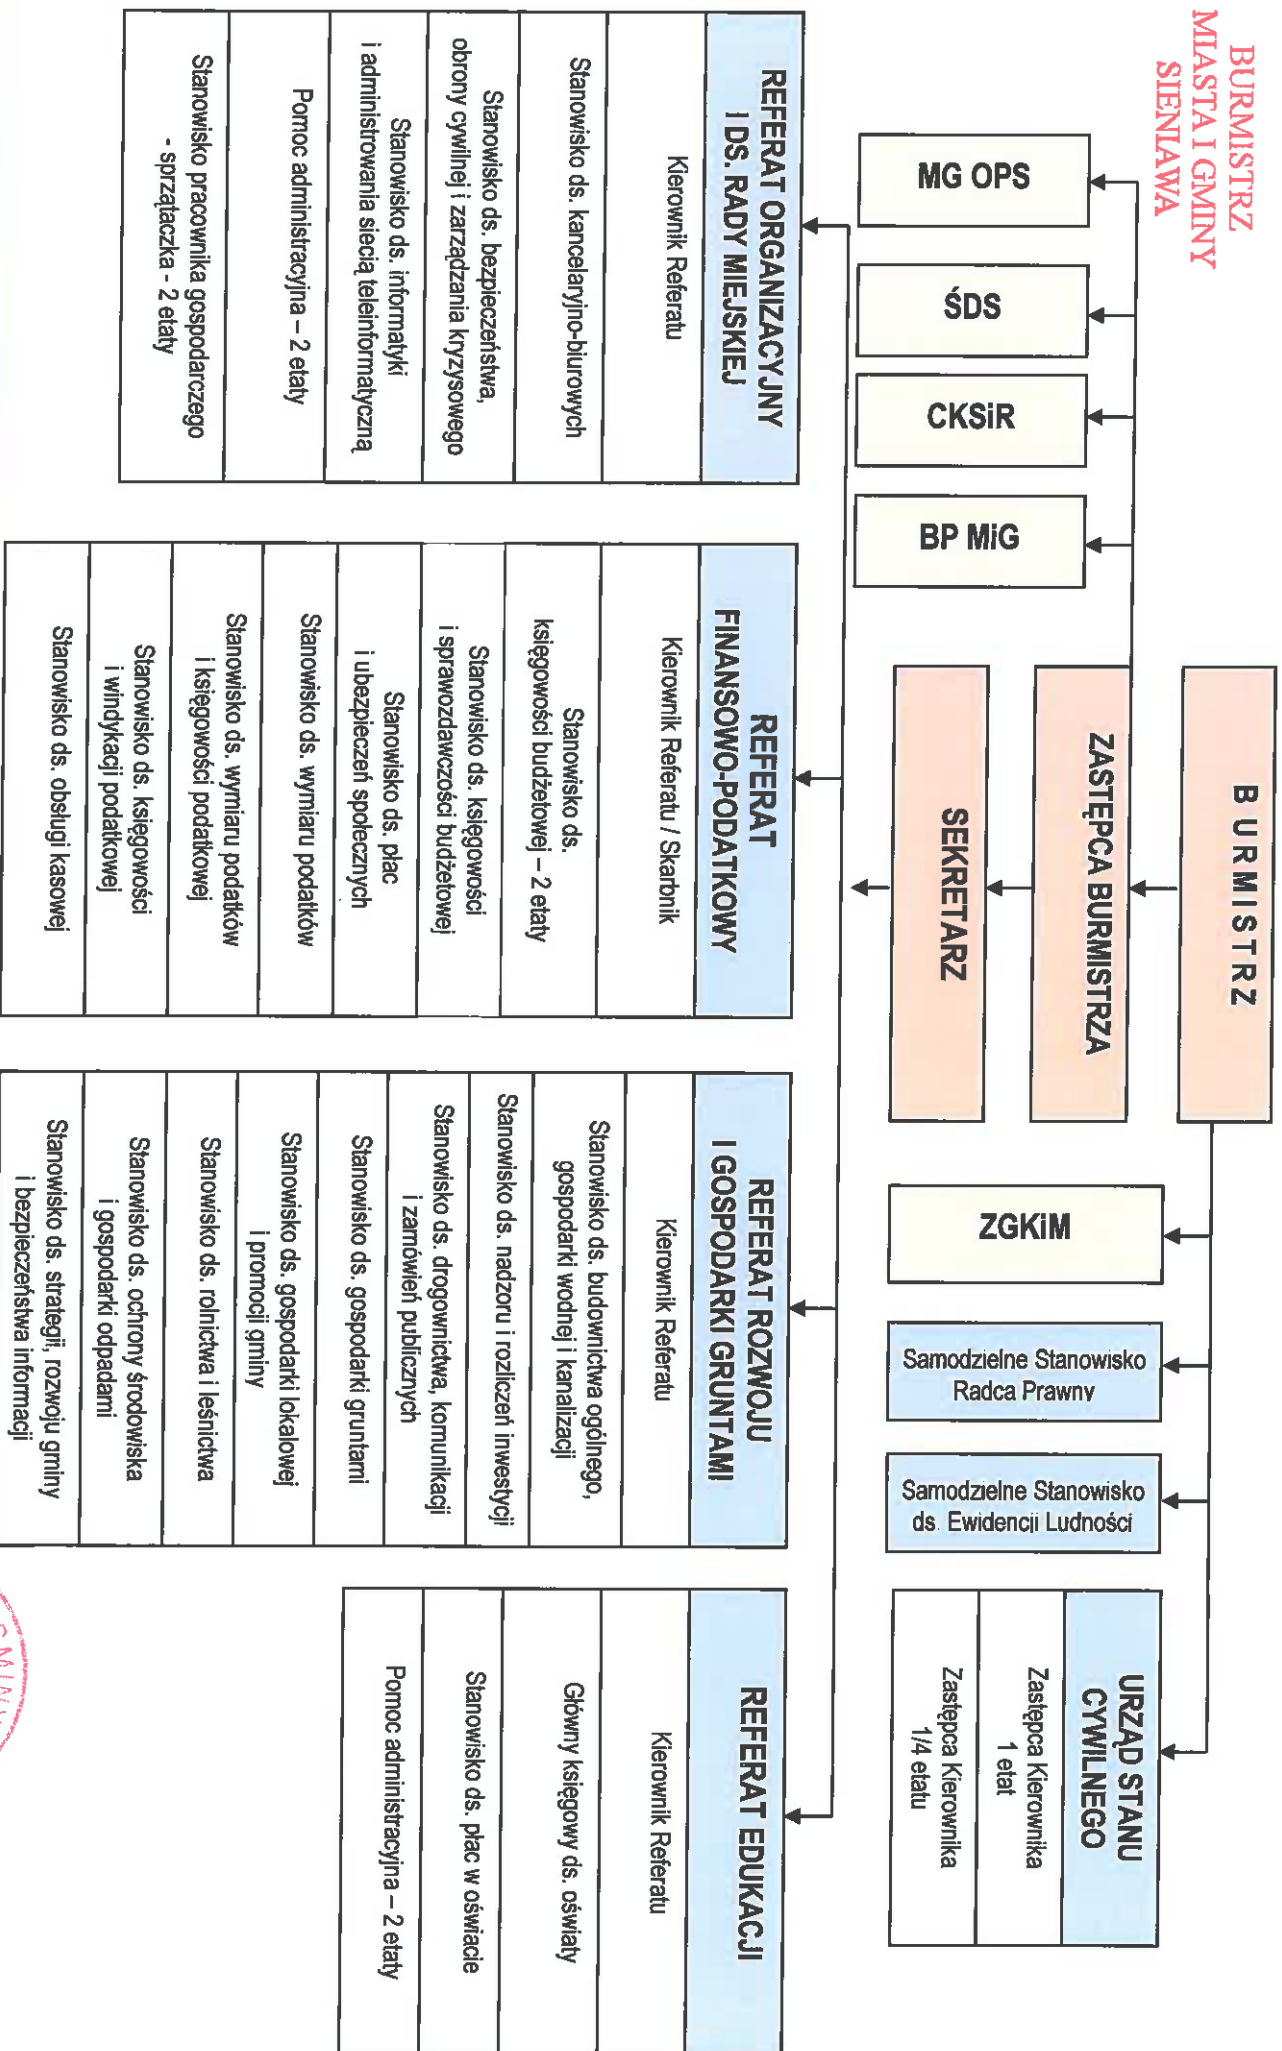 BURMISTRZ
MIASTA I GMINY
SIENIAWA
B U R M I S T R Z
ZASTĘPCA BURMISTRZA
SEKRETARZ
MG OPS
ŚDS
CKSiR
BP MiG
ZGKiM
Samodzielne Stanowisko
Radca Prawny
Samodzielne Stanowisko
ds. Ewidencji Ludności
URZĄD STANU
CYWILNEGO
Zastępca Kierownika
1 etat
Zastępca Kierownika
1/4 etatu
REFERAT ORGANIZACYJNY
I DS. RADY MIEJSKIEJ
Kierownik Referatu
Stanowisko ds. kancelaryjno-biurowych
Stanowisko ds. bezpieczeństwa,
obrony cywilnej i zarządzania kryzysowego
Stanowisko ds. informatyki
i administrowania siecią teleinformatyczną
Pomoc administracyjna – 2 etaty
Stanowisko pracownika gospodarczego
- sprzątaczka - 2 etaty
REFERAT
FINANSOWO-PODATKOWY
Kierownik Referatu / Skarbnik
Stanowisko ds.
księgowości budżetowej – 2 etaty
Stanowisko ds. księgowości
i sprawozdawczości budżetowej
Stanowisko ds. płac
i ubezpieczeń społecznych
Stanowisko ds. wymiaru podatków
Stanowisko ds. wymiaru podatków
i księgowości podatkowej
Stanowisko ds. księgowości
i windykacji podatkowej
Stanowisko ds. obsługi kasowej
REFERAT ROZWOJU
I GOSPODARKI GRUNTAMI
Kierownik Referatu
Stanowisko ds. budownictwa ogólnego,
gospodarki wodnej i kanalizacji
Stanowisko ds. nadzoru i rozliczeń inwestycji
Stanowisko ds. drogownictwa, komunikacji
i zamówień publicznych
Stanowisko ds. gospodarki gruntami
Stanowisko ds. gospodarki lokalowej
i promocji gminy
Stanowisko ds. rolnictwa i leśnictwa
Stanowisko ds. ochrony środowiska
i gospodarki odpadami
Stanowisko ds. strategii, rozwoju gminy
i bezpieczeństwa informacji
REFERAT EDUKACJI
Kierownik Referatu
Główny księgowy ds. oświaty
Stanowisko ds. płac w oświacie
Pomoc administracyjna – 2 etaty